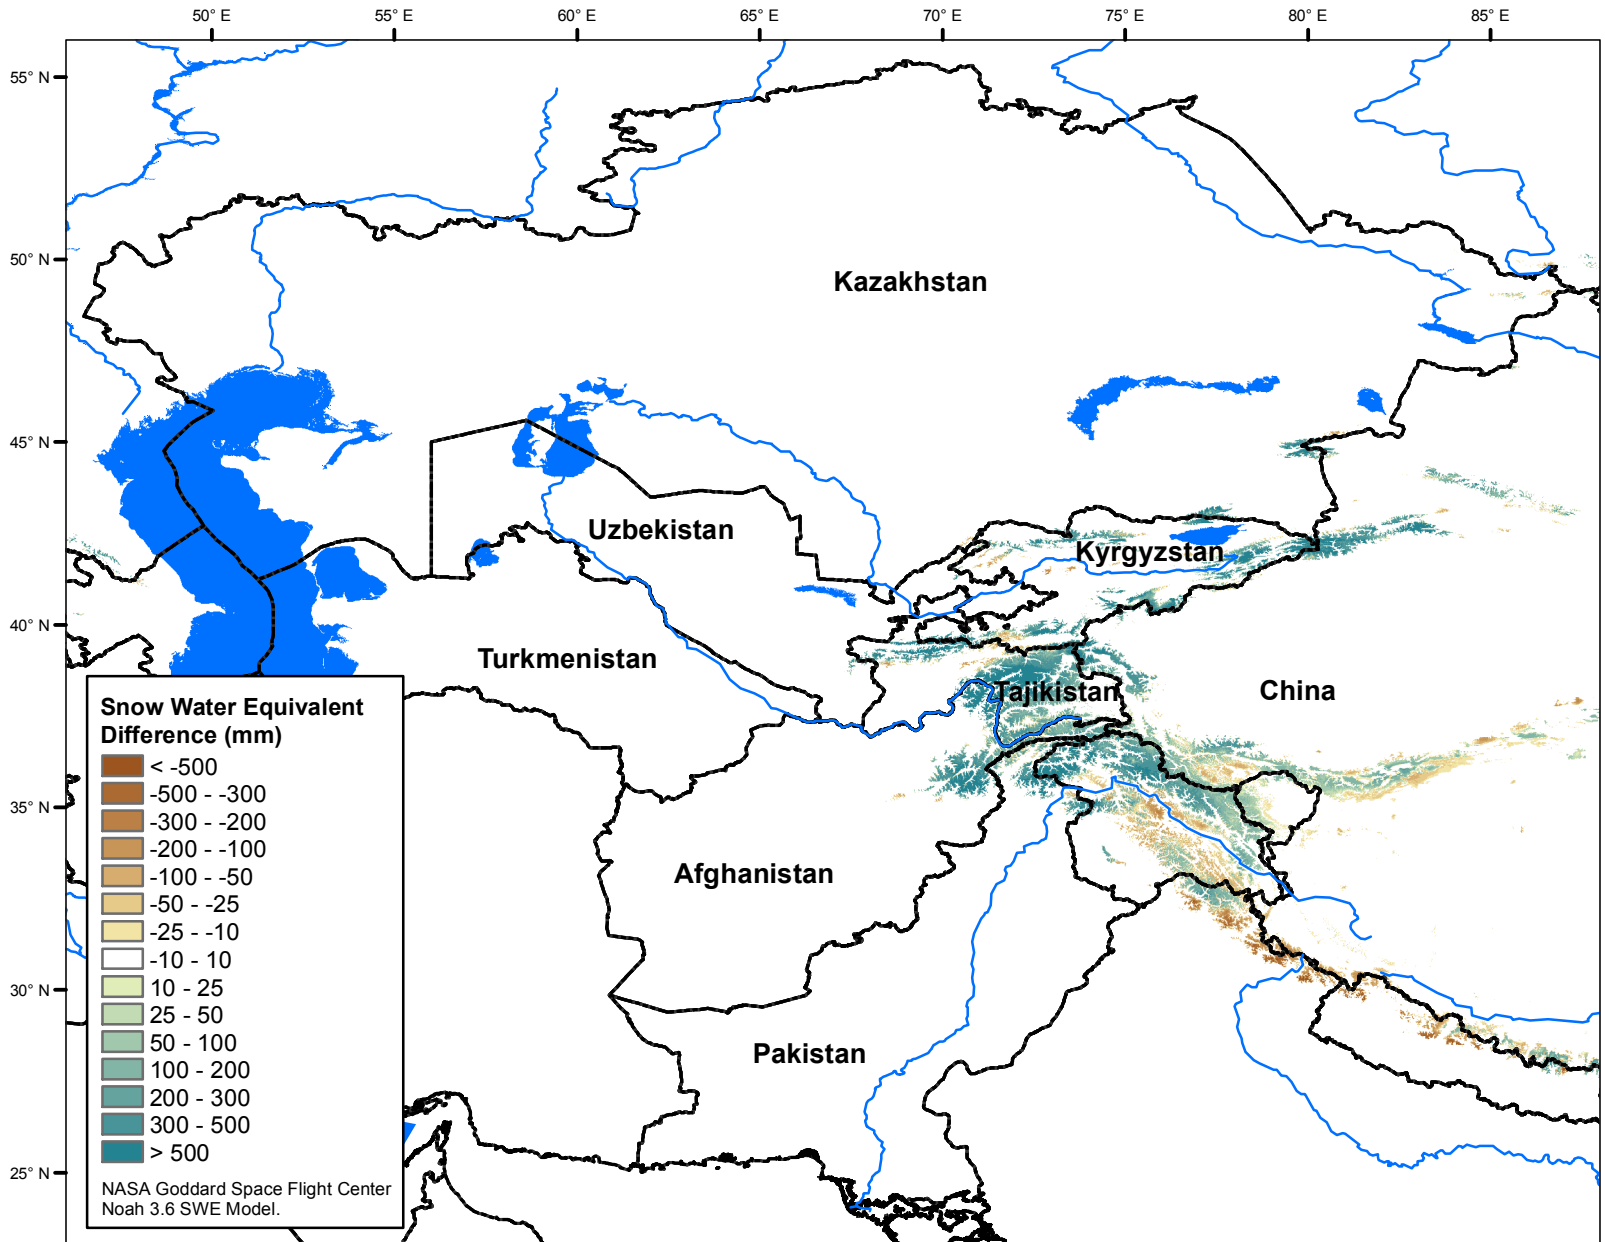 50° E 55° E 60° E 65° E 70° E 75° E 80° E 85° E
55° N
50° N
45° N
40° N
35° N
30° N
25° N
Kazakhstan
Uzbekistan
Kyrgyzstan
Turkmenistan
Tajikistan
China
Afghanistan
Pakistan
Snow Water Equivalent
Difference (mm)
< -500
-500 - -300
-300 - -200
-200 - -100
-100 - -50
-50 - -25
-25 - -10
-10 - 10
10 - 25
25 - 50
50 - 100
100 - 200
200 - 300
300 - 500
> 500
NASA Goddard Space Flight Center
Noah 3.6 SWE Model.